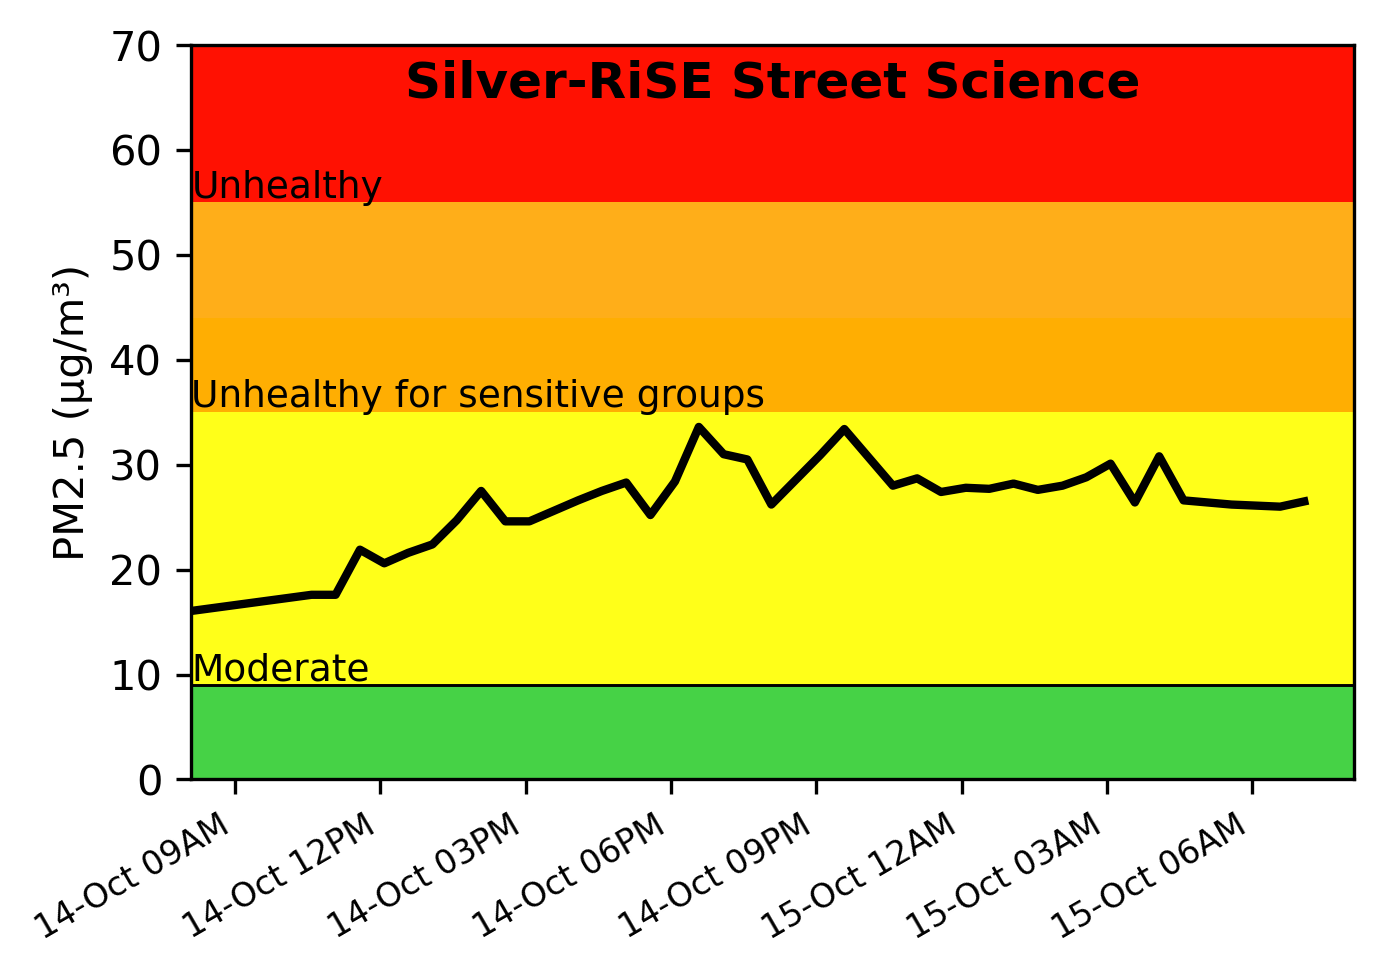 Silver-RiSE Street Science
70
60
50
40
30
20
10
0
PM2.5 (µg/m³)
Unhealthy
Unhealthy for sensitive groups
Moderate
14-Oct 09AM
14-Oct 12PM
14-Oct 03PM
14-Oct 06PM
14-Oct 09PM
15-Oct 12AM
15-Oct 03AM
15-Oct 06AM